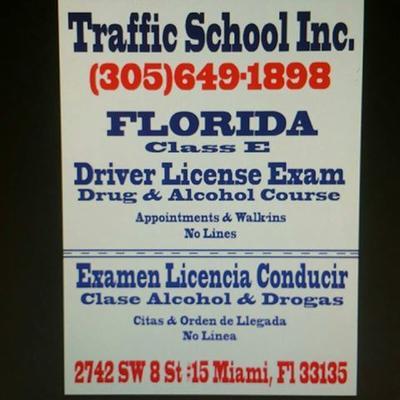 Traffic School Inc.
(305)649-1898
FLORIDA
Class E
Driver License Exam
Drug & Alcohol Course
Appointments & Walk-ins
No Lines
Examen Licencia Conducir
Clase Alcohol & Drogas
Citas & Orden de Llegada
No Linea
2742 SW 8 St :15 Miami, Fl 33135